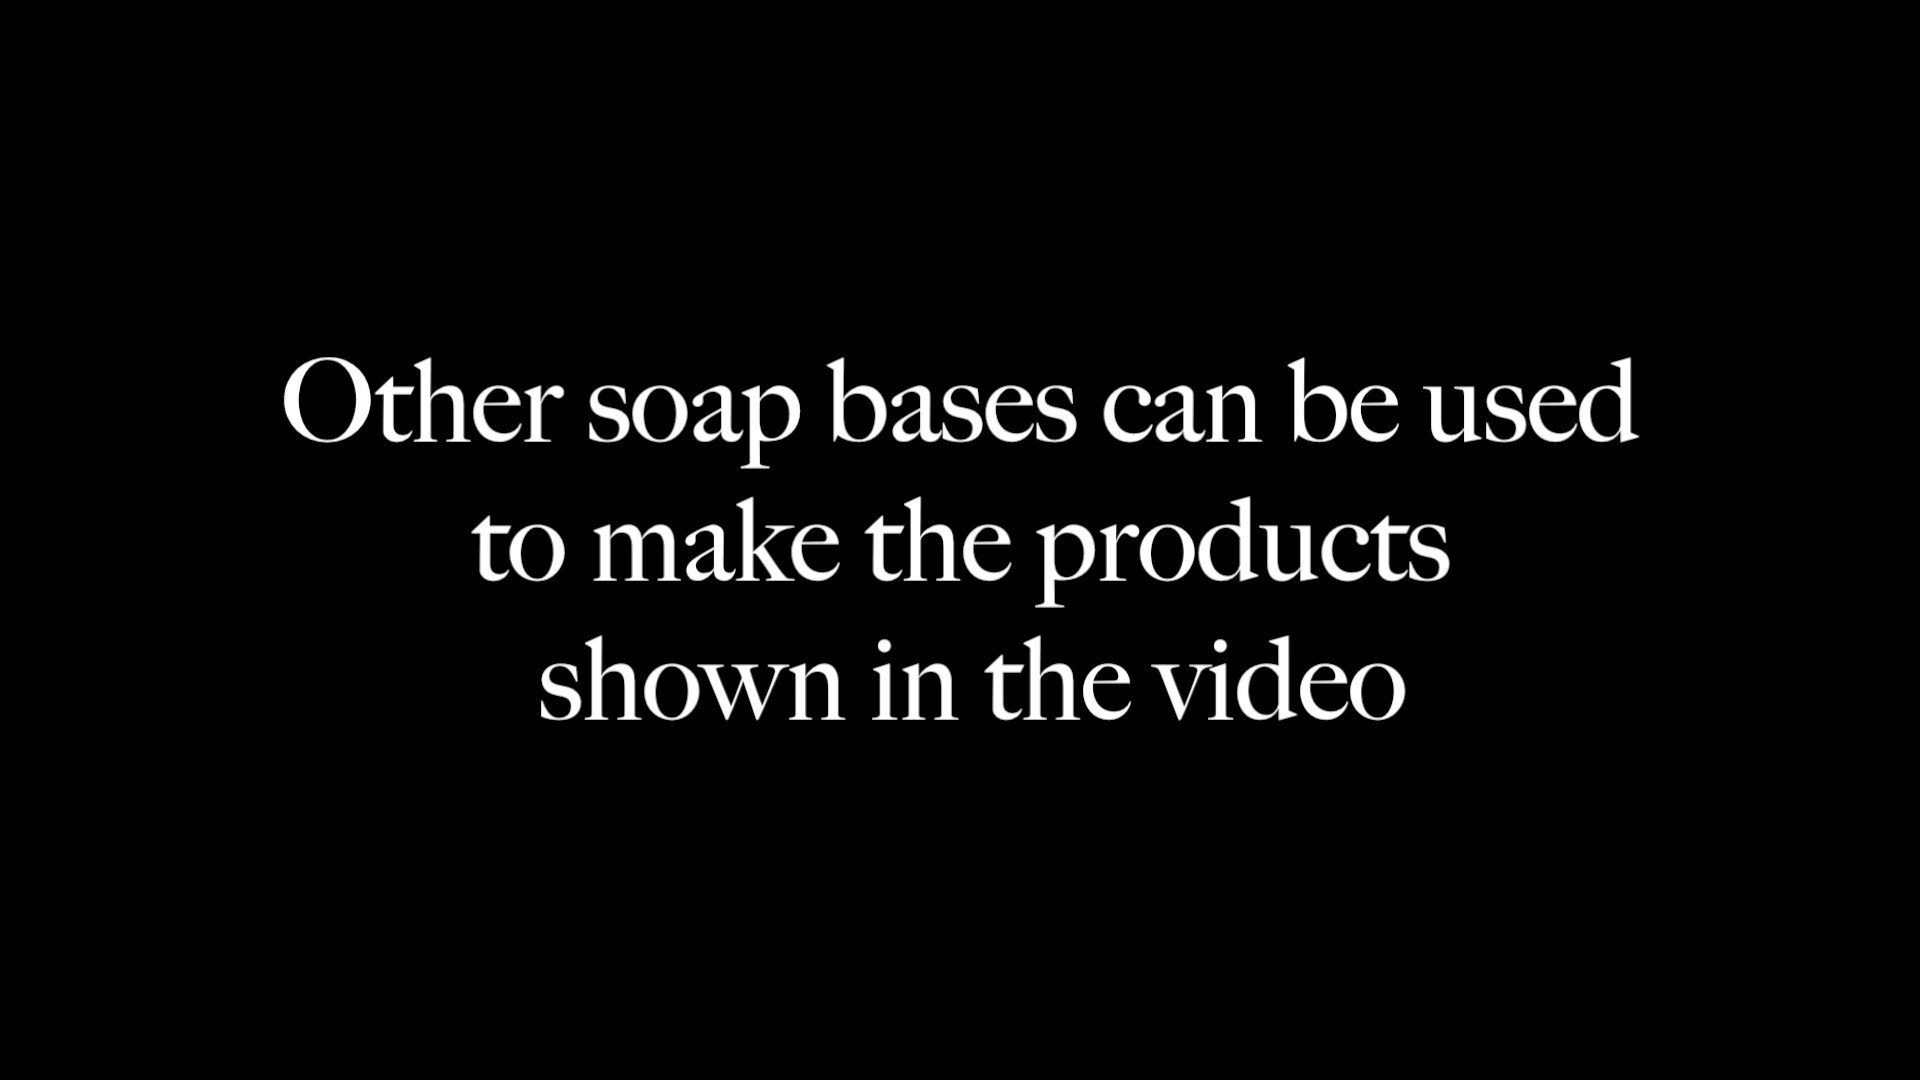 Other soap bases can be used
to make the products
shown in the video